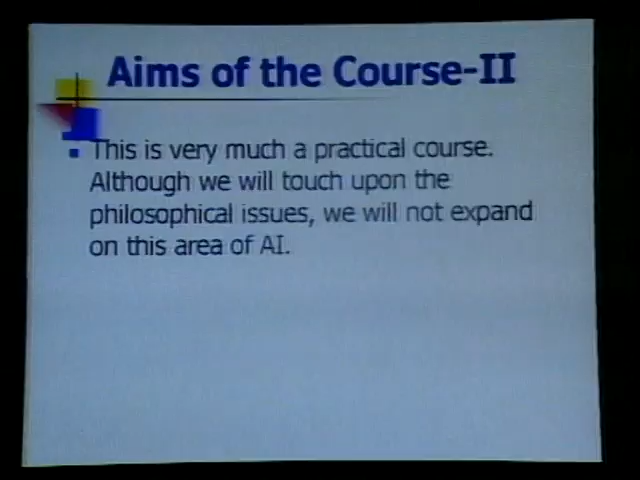 Aims of the Course-II
This is very much a practical course.
Although we will touch upon the
philosophical issues, we will not expand
on this area of AI.